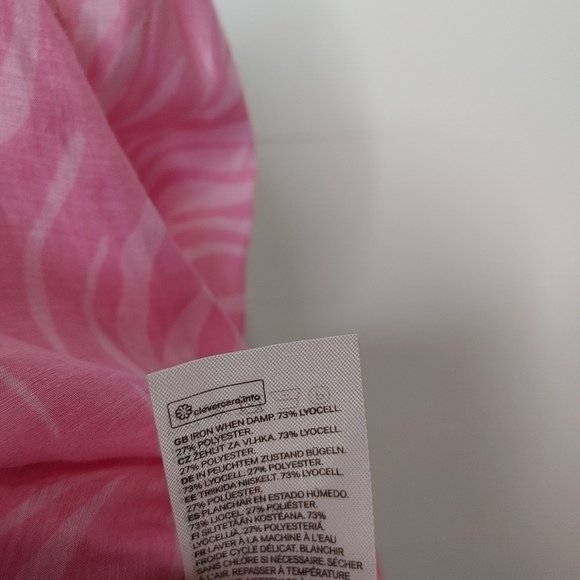 clevercare.info
GB IRON WHEN DAMP. 73% LYOCELL
27% POLYESTER.
CZ ŽEHLIT ZA VLHKA. 73% LYOCELL,
27% POLYESTER.
DE IN FEUCHTEM ZUSTAND BÜGELN.
73% LYOCELL. 27% POLYESTER.
EE TRIIKIDA NIISKELT. 73% LYOCELL,
27% POLÜESTER.
ES PLANCHAR EN ESTADO HÚMEDO.
73% LIOCEL. 27% POLIÉSTER.
FI SILITETÄÄN KOSTEANA. 73%
LYOCELLIÄ, 27% POLYESTERIÄ.
FR LAVER À LA MACHINE À L'EAU
FROIDE CYCLE DÉLICAT. BLANCHIR
SANS CHLORE SI NÉCESSAIRE. SÉCHER
À L'AIR. REPASSER À TEMPÉRATURE